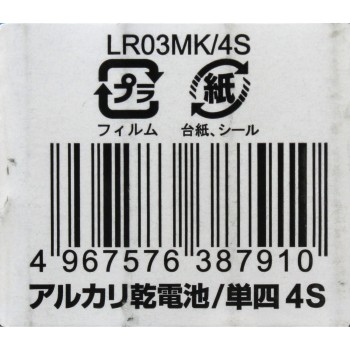 LR03MK/4S
プラ 紙
フィルム 台紙、シール
4 967576 387910
アルカリ乾電池/単四 4S